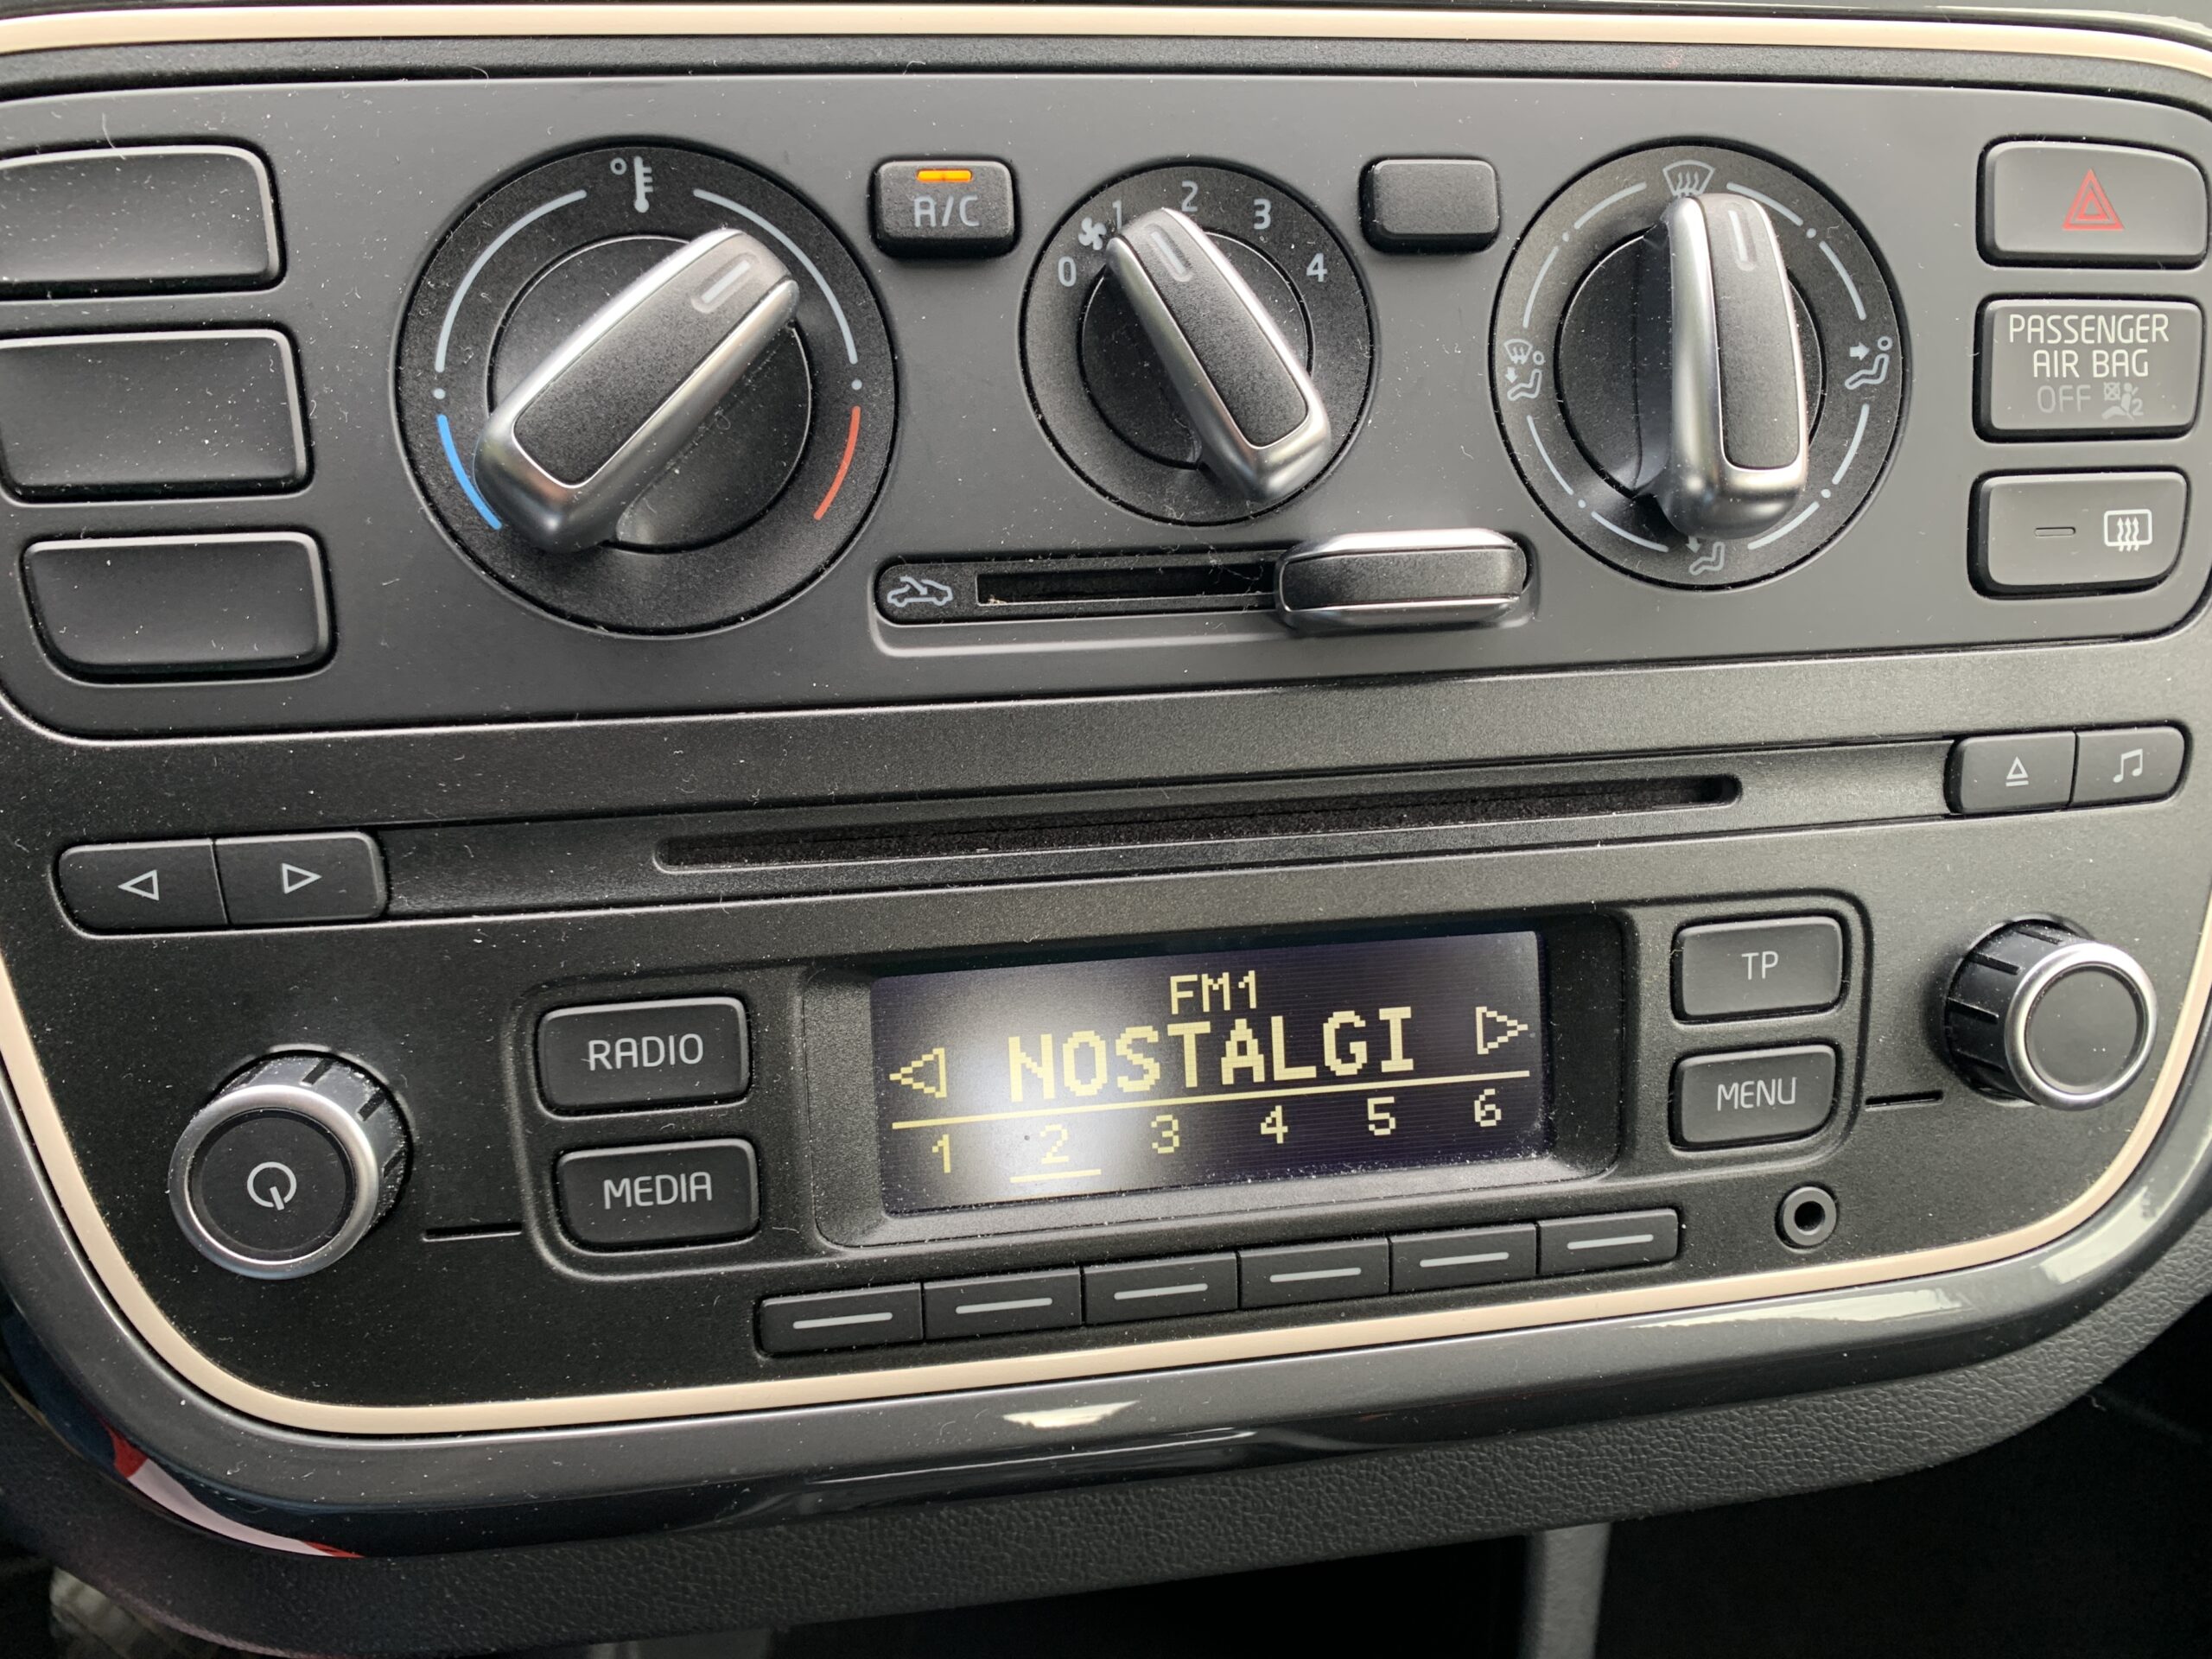 A/C
0 1 2 3 4
PASSENGER
AIR BAG
OFF 2
FM1
NOSTALGI
1 2 3 4 5 6
RADIO
MEDIA
TP
MENU